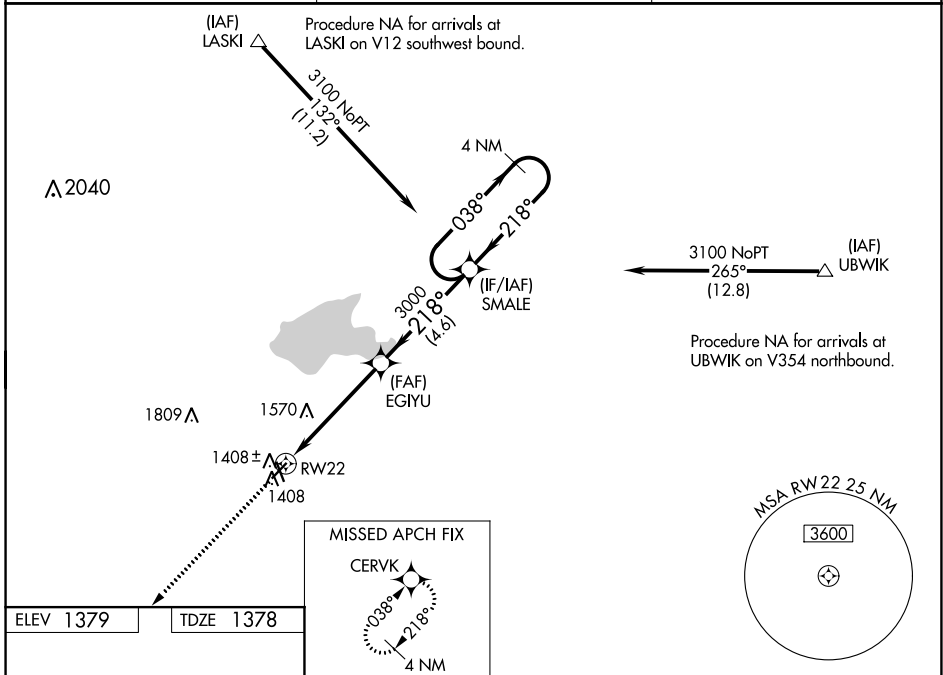 (IAF)
LASKI
Procedure NA for arrivals at
LASKI on V12 southwest bound.
3100 NoPT
132°
(11.2)
4 NM
2040
038°
218°
3100 NoPT
265°
(12.8)
(IAF)
UBWIK
(IF/IAF)
SMALE
3000
218°
(4.6)
Procedure NA for arrivals at
UBWIK on V354 northbound.
(FAF)
EGIYU
1809
1570
1408±
RW22
1408
MSA RW22 25 NM
3600
MISSED APCH FIX
CERVK
038°
218°
4 NM
ELEV 1379
TDZE 1378